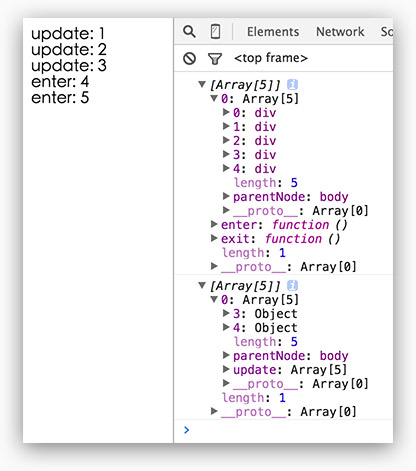 update: 1
update: 2
update: 3
enter: 4
enter: 5
Elements Network So
<top frame>
[Array[5]] i
0: Array[5]
0: div
1: div
2: div
3: div
4: div
length: 5
parentNode: body
__proto__: Array[0]
enter: function ()
exit: function ()
length: 1
__proto__: Array[0]
[Array[5]] i
0: Array[5]
3: Object
4: Object
length: 5
parentNode: body
update: Array[5]
__proto__: Array[0]
length: 1
__proto__: Array[0]